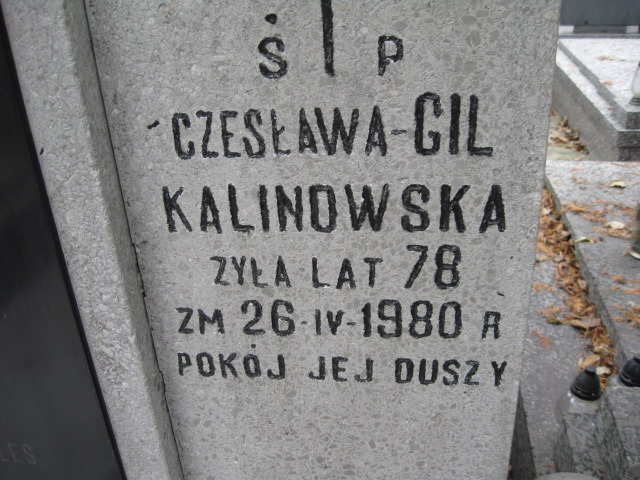 Ś P
CZESŁAWA-GIL
KALINOWSKA
ŻYŁA LAT 78
ZM 26-IV-1980 R
POKÓJ JEJ DUSZY